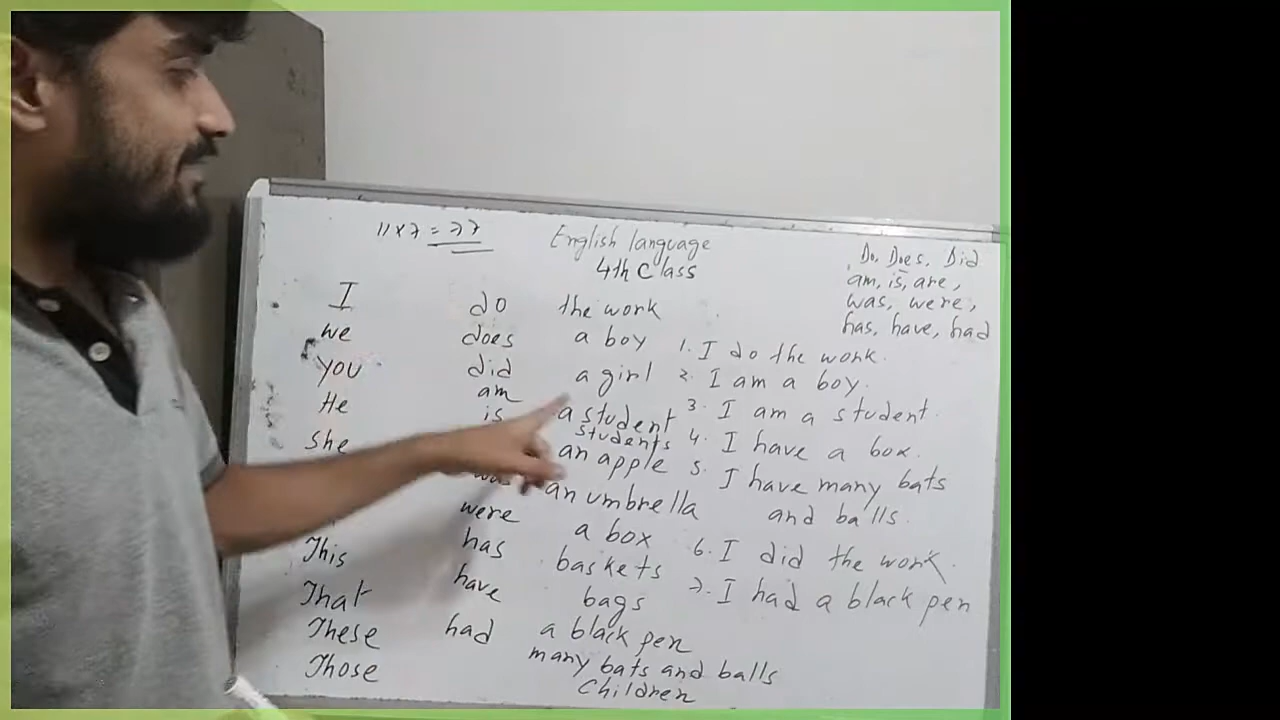 11x7 = 77
English language
4th Class
Do, Does, Did
am, is, are,
was, were,
has, have, had
I
we
you
He
she
This
That
These
Those
do
does
did
am
is
was
were
has
have
had
the work
a boy
a girl
a student
students
an apple
an umbrella
a box
baskets
bags
a black pen
many bats and balls
Children
1. I do the work.
2. I am a boy.
3. I am a student.
4. I have a box.
5. I have many bats
and balls.
6. I did the work.
7. I had a black pen